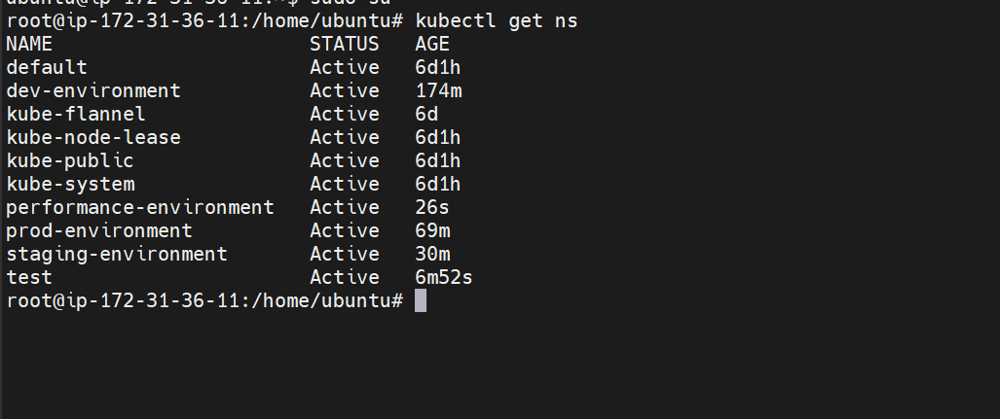 ubuntu@ip-172-31-36-11:~$ sudo su
root@ip-172-31-36-11:/home/ubuntu# kubectl get ns
NAME                      STATUS   AGE
default                   Active   6d1h
dev-environment           Active   174m
kube-flannel              Active   6d
kube-node-lease           Active   6d1h
kube-public               Active   6d1h
kube-system               Active   6d1h
performance-environment   Active   26s
prod-environment          Active   69m
staging-environment       Active   30m
test                      Active   6m52s
root@ip-172-31-36-11:/home/ubuntu#